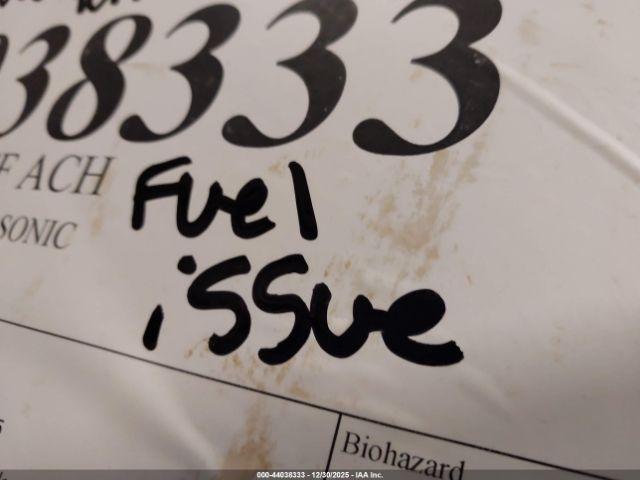 38333
ACH
SONIC
Fuel
issue
Biohazard
000-44038333 - 12/30/2025 - IAA Inc.